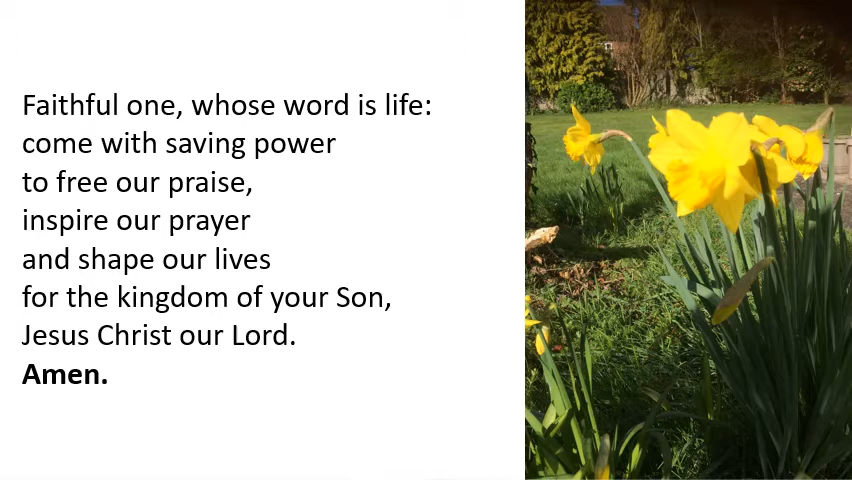 Faithful one, whose word is life:
come with saving power
to free our praise,
inspire our prayer
and shape our lives
for the kingdom of your Son,
Jesus Christ our Lord.
Amen.